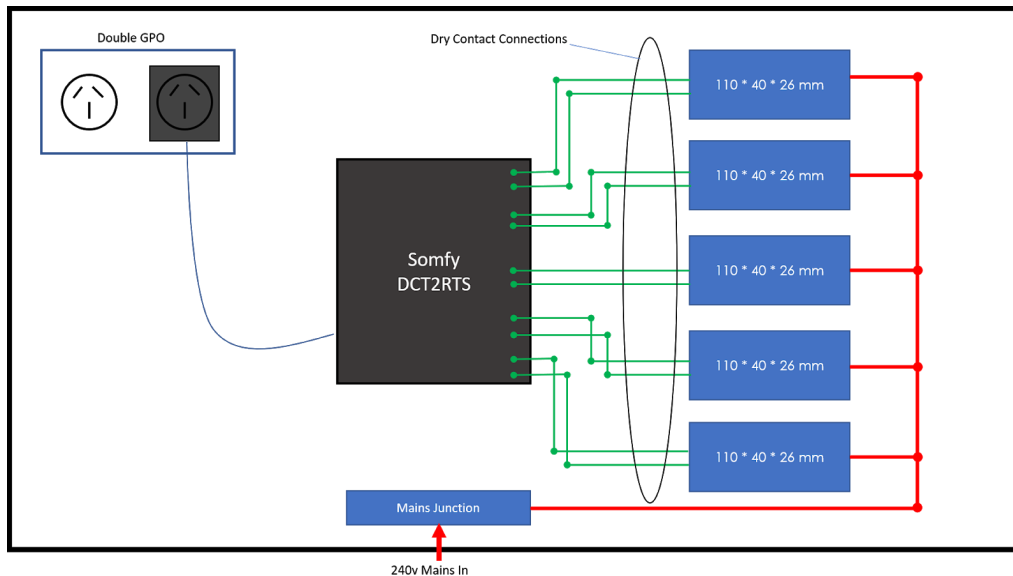 Double GPO
Dry Contact Connections
110 * 40 * 26 mm
110 * 40 * 26 mm
Somfy
DCT2RTS
110 * 40 * 26 mm
110 * 40 * 26 mm
110 * 40 * 26 mm
Mains Junction
240v Mains In